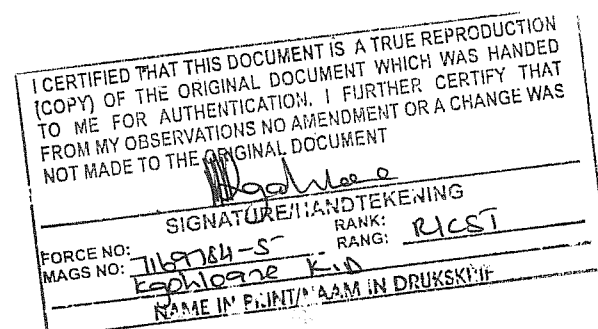 I CERTIFIED THAT THIS DOCUMENT IS A TRUE REPRODUCTION
(COPY) OF THE ORIGINAL DOCUMENT WHICH WAS HANDED
TO ME FOR AUTHENTICATION. I FURTHER CERTIFY THAT
FROM MY OBSERVATIONS NO AMENDMENT OR A CHANGE WAS
NOT MADE TO THE ORIGINAL DOCUMENT
SIGNATURE/HANDTEKENING
FORCE NO: 7169784-5 RANK:
MAGS NO: RANG: R/CST
Kgohloane K.D
NAME IN PRINT/NAAM IN DRUKSKRIF